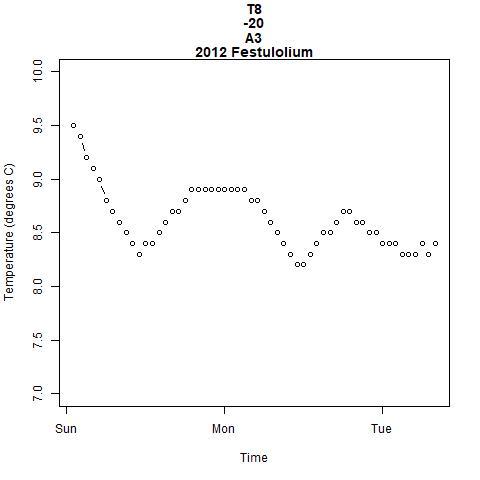 T8
-20
A3
2012 Festulolium
Temperature (degrees C)
10.0
9.5
9.0
8.5
8.0
7.5
7.0
Sun Mon Tue
Time